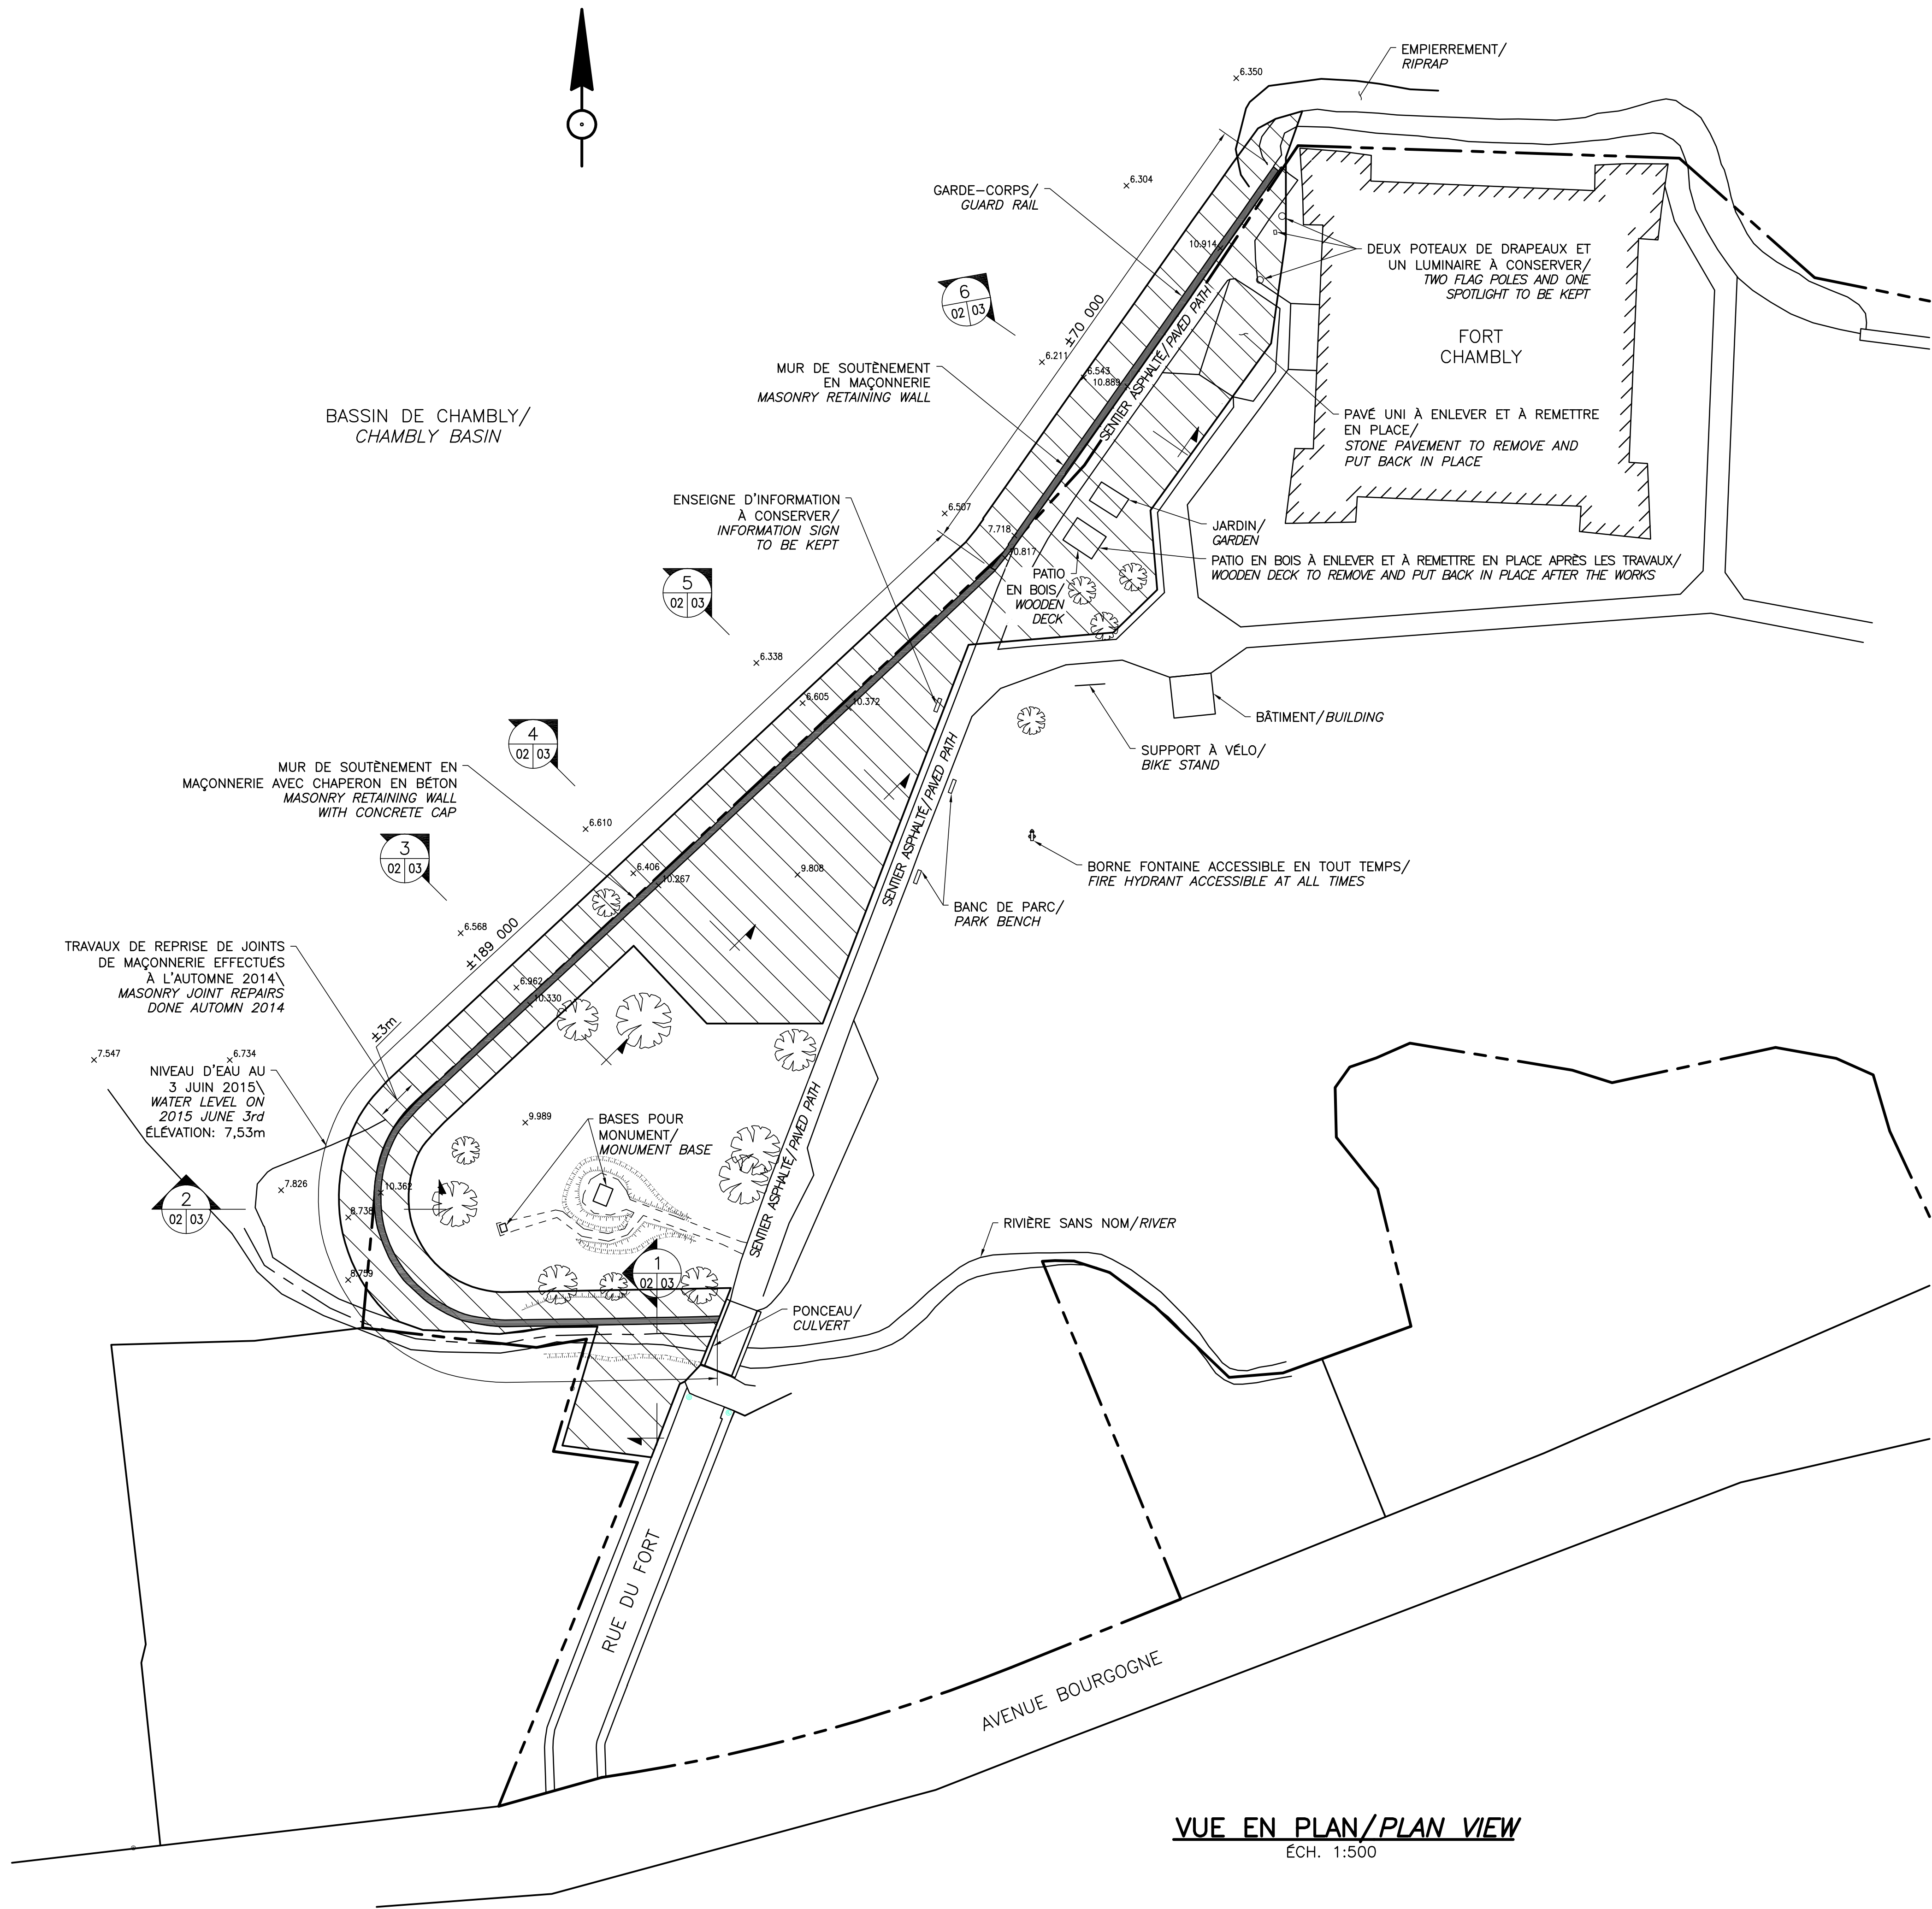 EMPIERREMENT/
RIPRAP
6.350
6.304
GARDE-CORPS/
GUARD RAIL
10.914
DEUX POTEAUX DE DRAPEAUX ET
UN LUMINAIRE À CONSERVER/
TWO FLAG POLES AND ONE
SPOTLIGHT TO BE KEPT
6
02 03
±70 000
FORT
CHAMBLY
6.211
6.543
10.889
MUR DE SOUTÈNEMENT
EN MAÇONNERIE
MASONRY RETAINING WALL
SENTIER ASPHALTÉ/PAVED PATH
BASSIN DE CHAMBLY/
CHAMBLY BASIN
PAVÉ UNI À ENLEVER ET À REMETTRE
EN PLACE/
STONE PAVEMENT TO REMOVE AND
PUT BACK IN PLACE
ENSEIGNE D'INFORMATION
À CONSERVER/
INFORMATION SIGN
TO BE KEPT
6.507
7.718
10.817
JARDIN/
GARDEN
PATIO EN BOIS À ENLEVER ET À REMETTRE EN PLACE APRÈS LES TRAVAUX/
WOODEN DECK TO REMOVE AND PUT BACK IN PLACE AFTER THE WORKS
PATIO
EN BOIS/
WOODEN
DECK
5
02 03
6.338
6.605
10.372
BÂTIMENT/BUILDING
SUPPORT À VÉLO/
BIKE STAND
4
02 03
MUR DE SOUTÈNEMENT EN
MAÇONNERIE AVEC CHAPERON EN BÉTON
MASONRY RETAINING WALL
WITH CONCRETE CAP
SENTIER ASPHALTÉ/PAVED PATH
6.610
3
02 03
6.406
10.267
9.808
BORNE FONTAINE ACCESSIBLE EN TOUT TEMPS/
FIRE HYDRANT ACCESSIBLE AT ALL TIMES
BANC DE PARC/
PARK BENCH
6.568
±189 000
TRAVAUX DE REPRISE DE JOINTS
DE MAÇONNERIE EFFECTUÉS
À L'AUTOMNE 2014\
MASONRY JOINT REPAIRS
DONE AUTOMN 2014
6.962
10.330
±3m
7.547
6.734
NIVEAU D'EAU AU
3 JUIN 2015\
WATER LEVEL ON
2015 JUNE 3rd
ÉLÉVATION: 7,53m
9.989
BASES POUR
MONUMENT/
MONUMENT BASE
SENTIER ASPHALTÉ/PAVED PATH
7.826
10.362
2
02 03
8.738
8.759
RIVIÈRE SANS NOM/RIVER
1
02 03
PONCEAU/
CULVERT
RUE DU FORT
AVENUE BOURGOGNE
VUE EN PLAN/PLAN VIEW
ÉCH. 1:500